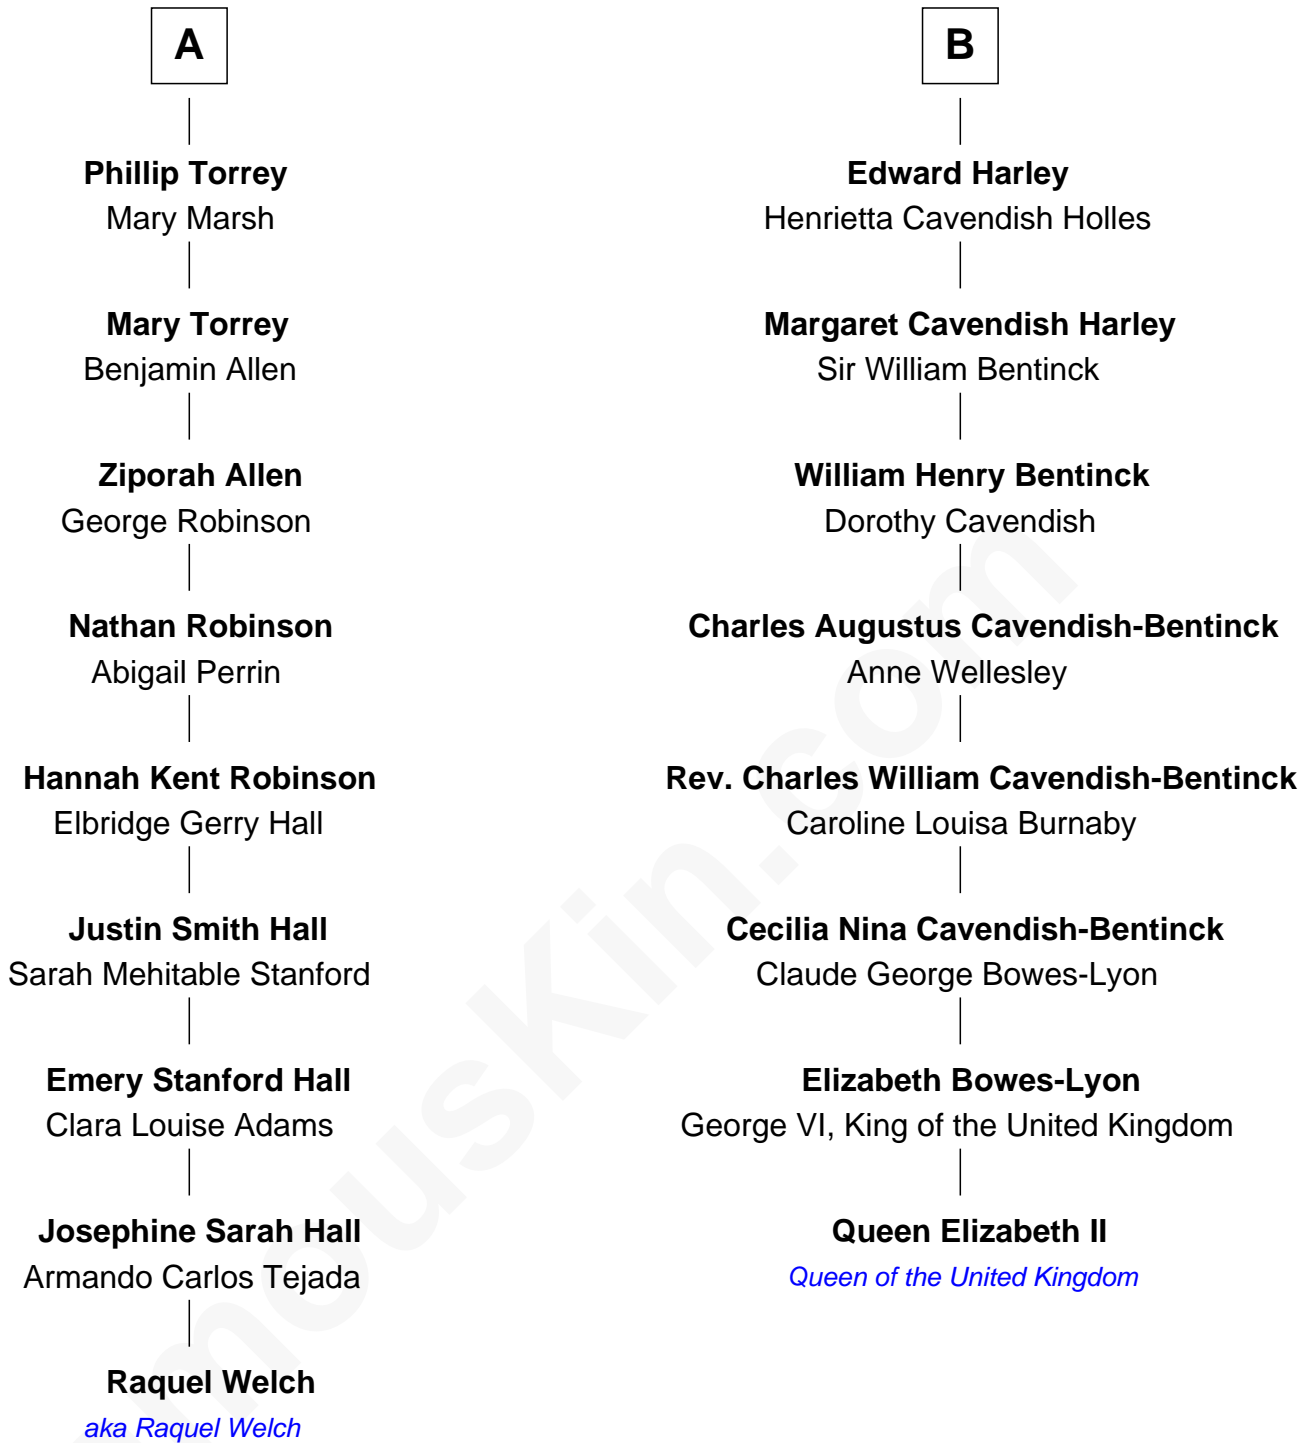 A
Phillip Torrey
Mary Marsh
Mary Torrey
Benjamin Allen
Ziporah Allen
George Robinson
Nathan Robinson
Abigail Perrin
Hannah Kent Robinson
Elbridge Gerry Hall
Justin Smith Hall
Sarah Mehitable Stanford
Emery Stanford Hall
Clara Louise Adams
Josephine Sarah Hall
Armando Carlos Tejada
Raquel Welch
aka Raquel Welch
B
Edward Harley
Henrietta Cavendish Holles
Margaret Cavendish Harley
Sir William Bentinck
William Henry Bentinck
Dorothy Cavendish
Charles Augustus Cavendish-Bentinck
Anne Wellesley
Rev. Charles William Cavendish-Bentinck
Caroline Louisa Burnaby
Cecilia Nina Cavendish-Bentinck
Claude George Bowes-Lyon
Elizabeth Bowes-Lyon
George VI, King of the United Kingdom
Queen Elizabeth II
Queen of the United Kingdom
mousKin.com